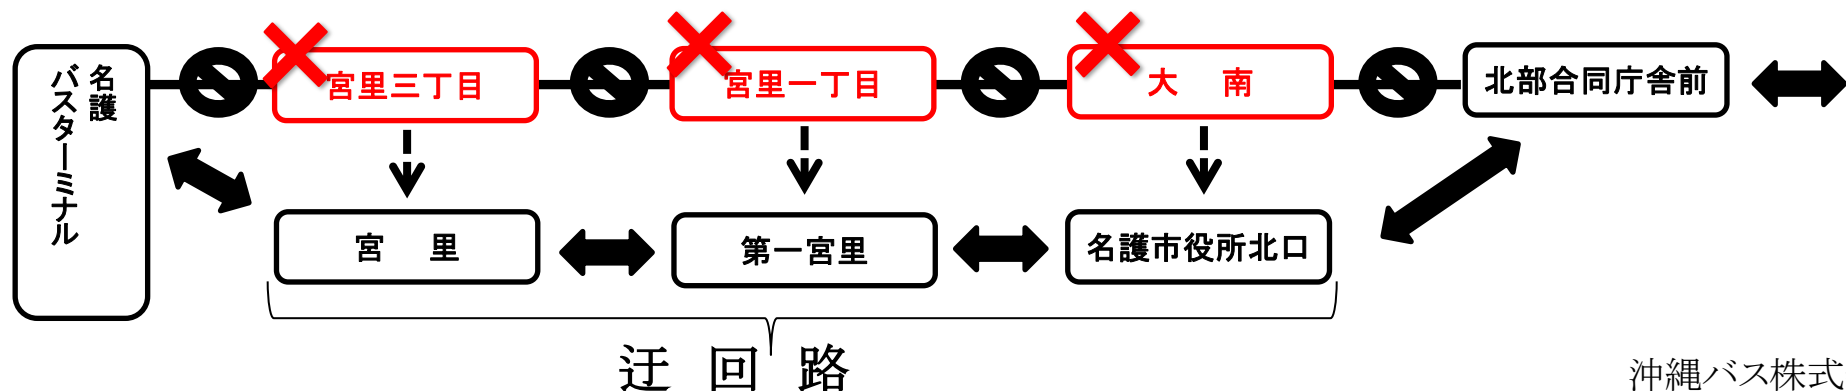 名護
バスターミナル
宮里三丁目
宮里一丁目
大　南
北部合同庁舎前
宮　里
第一宮里
名護市役所北口
迂 回 路
沖縄バス株式